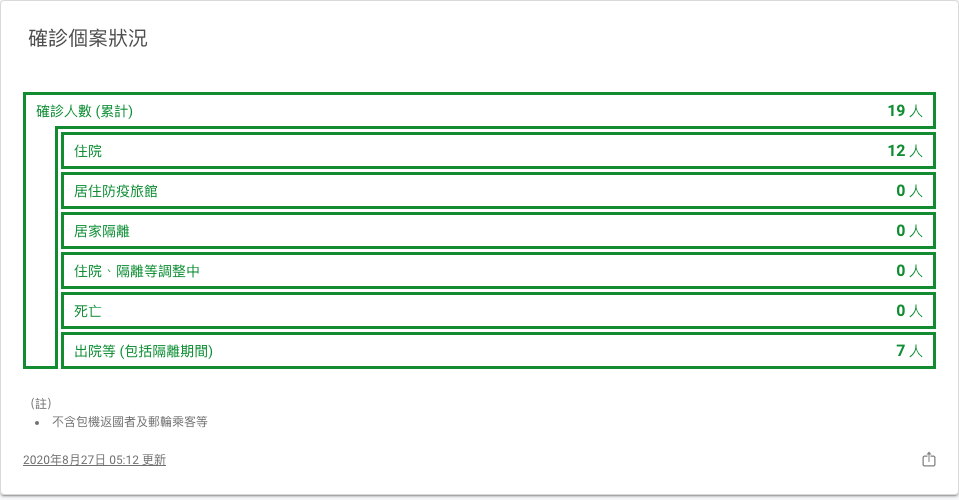 確診個案狀況
確診人數 (累計) 19 人
住院 12 人
居住防疫旅館 0 人
居家隔離 0 人
住院、隔離等調整中 0 人
死亡 0 人
出院等 (包括隔離期間) 7 人
（註）
• 不含包機返國者及郵輪乘客等
2020年8月27日 05:12 更新